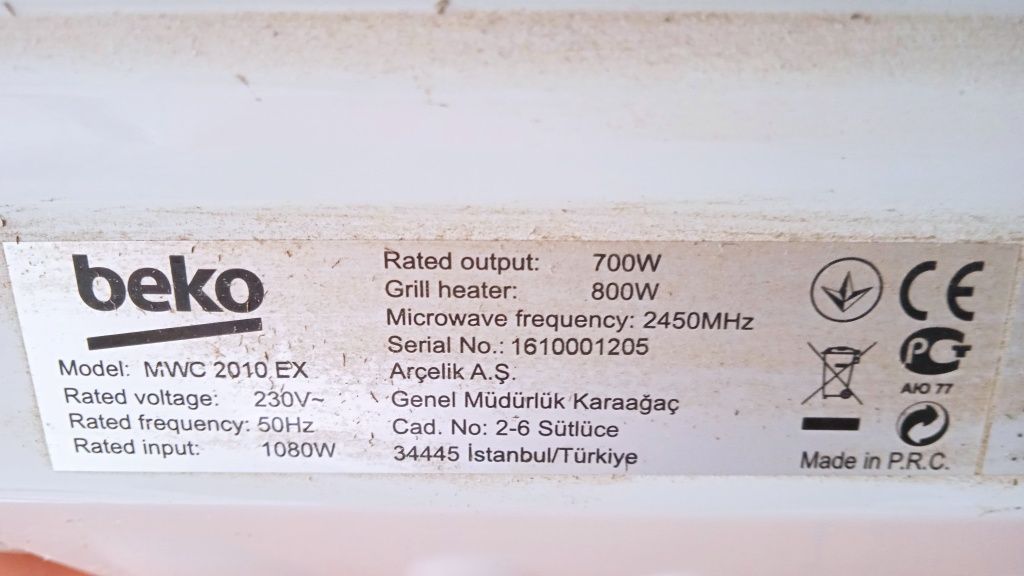 beko
Model: MWC 2010 EX
Rated voltage: 230V~
Rated frequency: 50Hz
Rated input: 1080W
Rated output: 700W
Grill heater: 800W
Microwave frequency: 2450MHz
Serial No.: 1610001205
Arçelik A.Ş.
Genel Müdürlük Karaağaç
Cad. No: 2-6 Sütlüce
34445 İstanbul/Türkiye
CE
АЮ 77
Made in P.R.C.